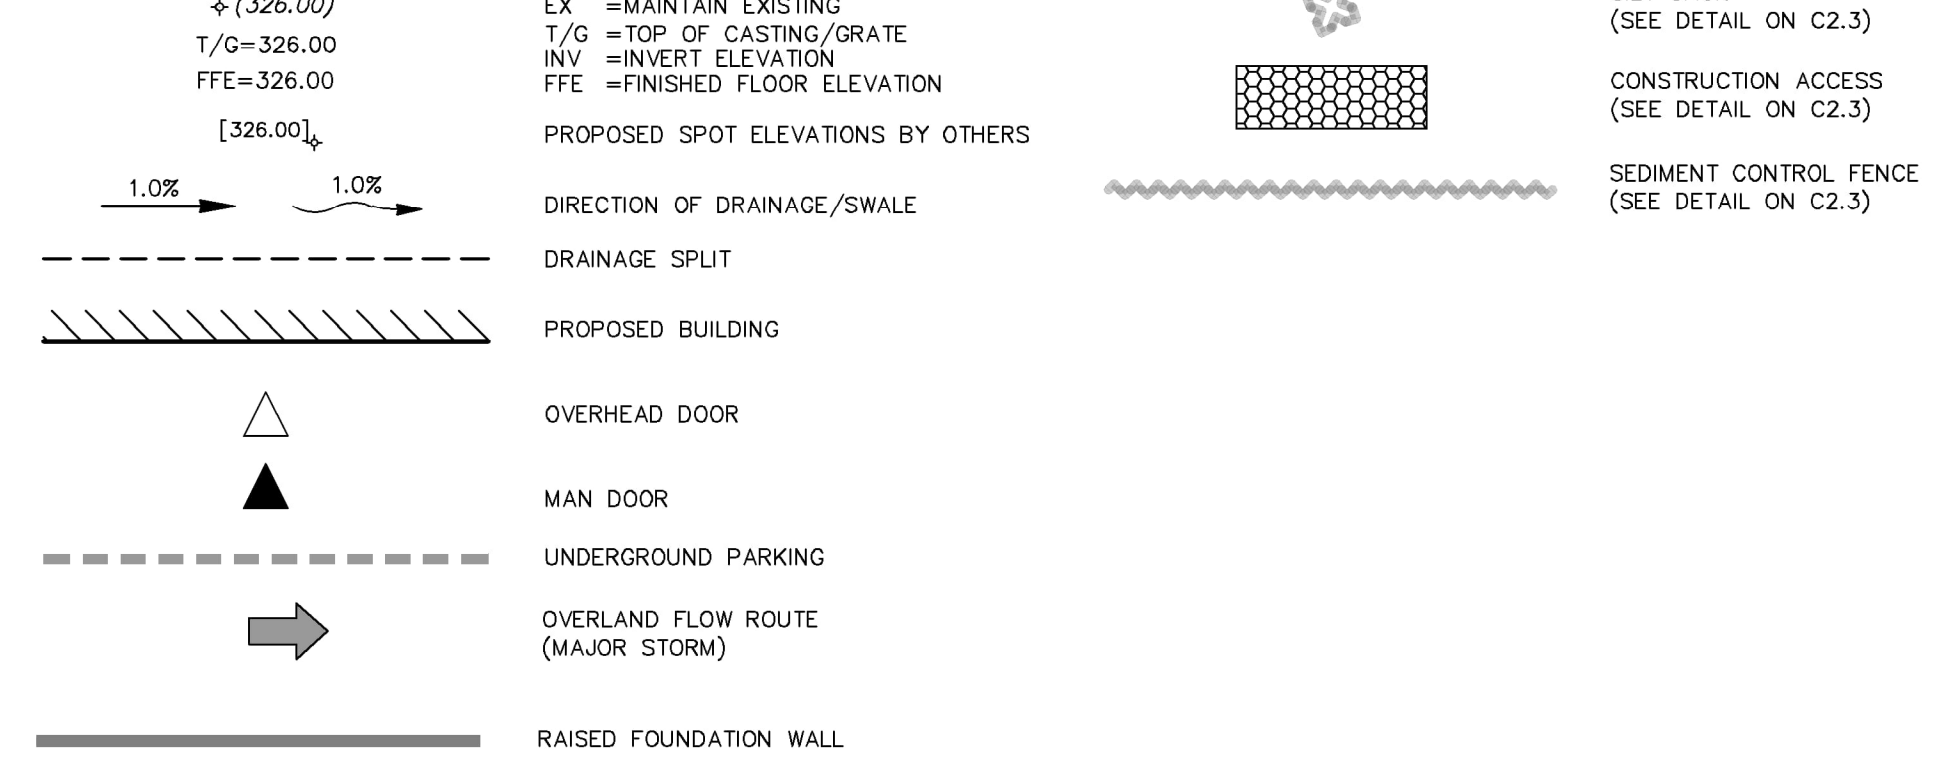 (326.00)
EX =MAINTAIN EXISTING
T/G=326.00
T/G =TOP OF CASTING/GRATE
INV =INVERT ELEVATION
FFE=326.00
FFE =FINISHED FLOOR ELEVATION
[326.00]
PROPOSED SPOT ELEVATIONS BY OTHERS
1.0% 1.0%
DIRECTION OF DRAINAGE/SWALE
DRAINAGE SPLIT
PROPOSED BUILDING
OVERHEAD DOOR
MAN DOOR
UNDERGROUND PARKING
OVERLAND FLOW ROUTE
(MAJOR STORM)
RAISED FOUNDATION WALL
(SEE DETAIL ON C2.3)
CONSTRUCTION ACCESS
(SEE DETAIL ON C2.3)
SEDIMENT CONTROL FENCE
(SEE DETAIL ON C2.3)